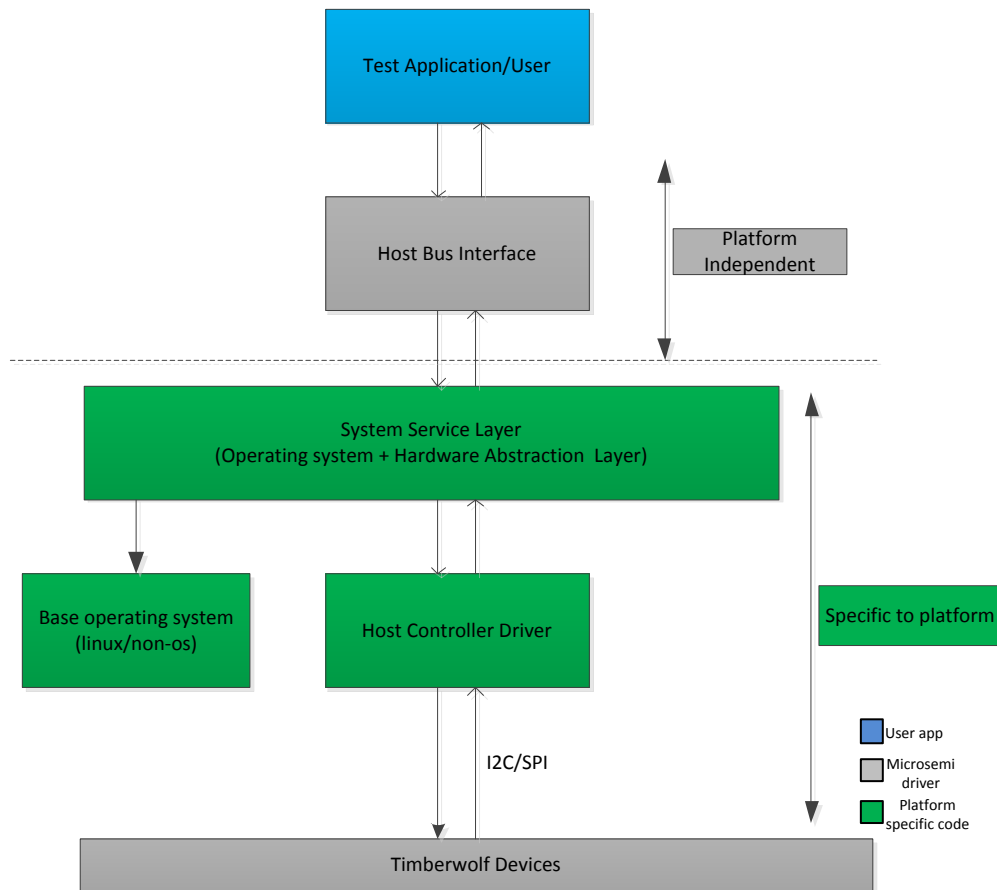 Test Application/User
Host Bus Interface
Platform
Independent
System Service Layer
(Operating system + Hardware Abstraction Layer)
Base operating system
(linux/non-os)
Host Controller Driver
Specific to platform
I2C/SPI
User app
Microsemi
driver
Platform
specific code
Timberwolf Devices